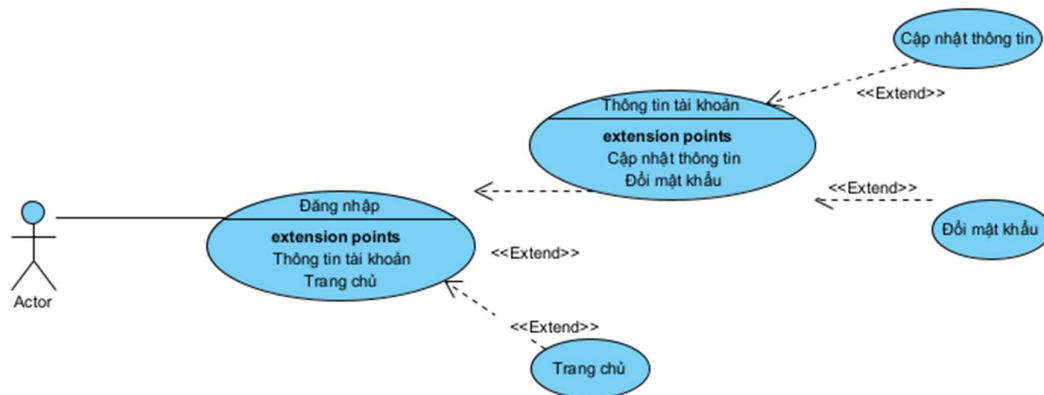 Cập nhật thông tin
<<Extend>>
Thông tin tài khoản
extension points
Cập nhật thông tin
Đổi mật khẩu
<<Extend>>
Đổi mật khẩu
Đăng nhập
extension points
Thông tin tài khoản
Trang chủ
<<Extend>>
Actor
<<Extend>>
Trang chủ